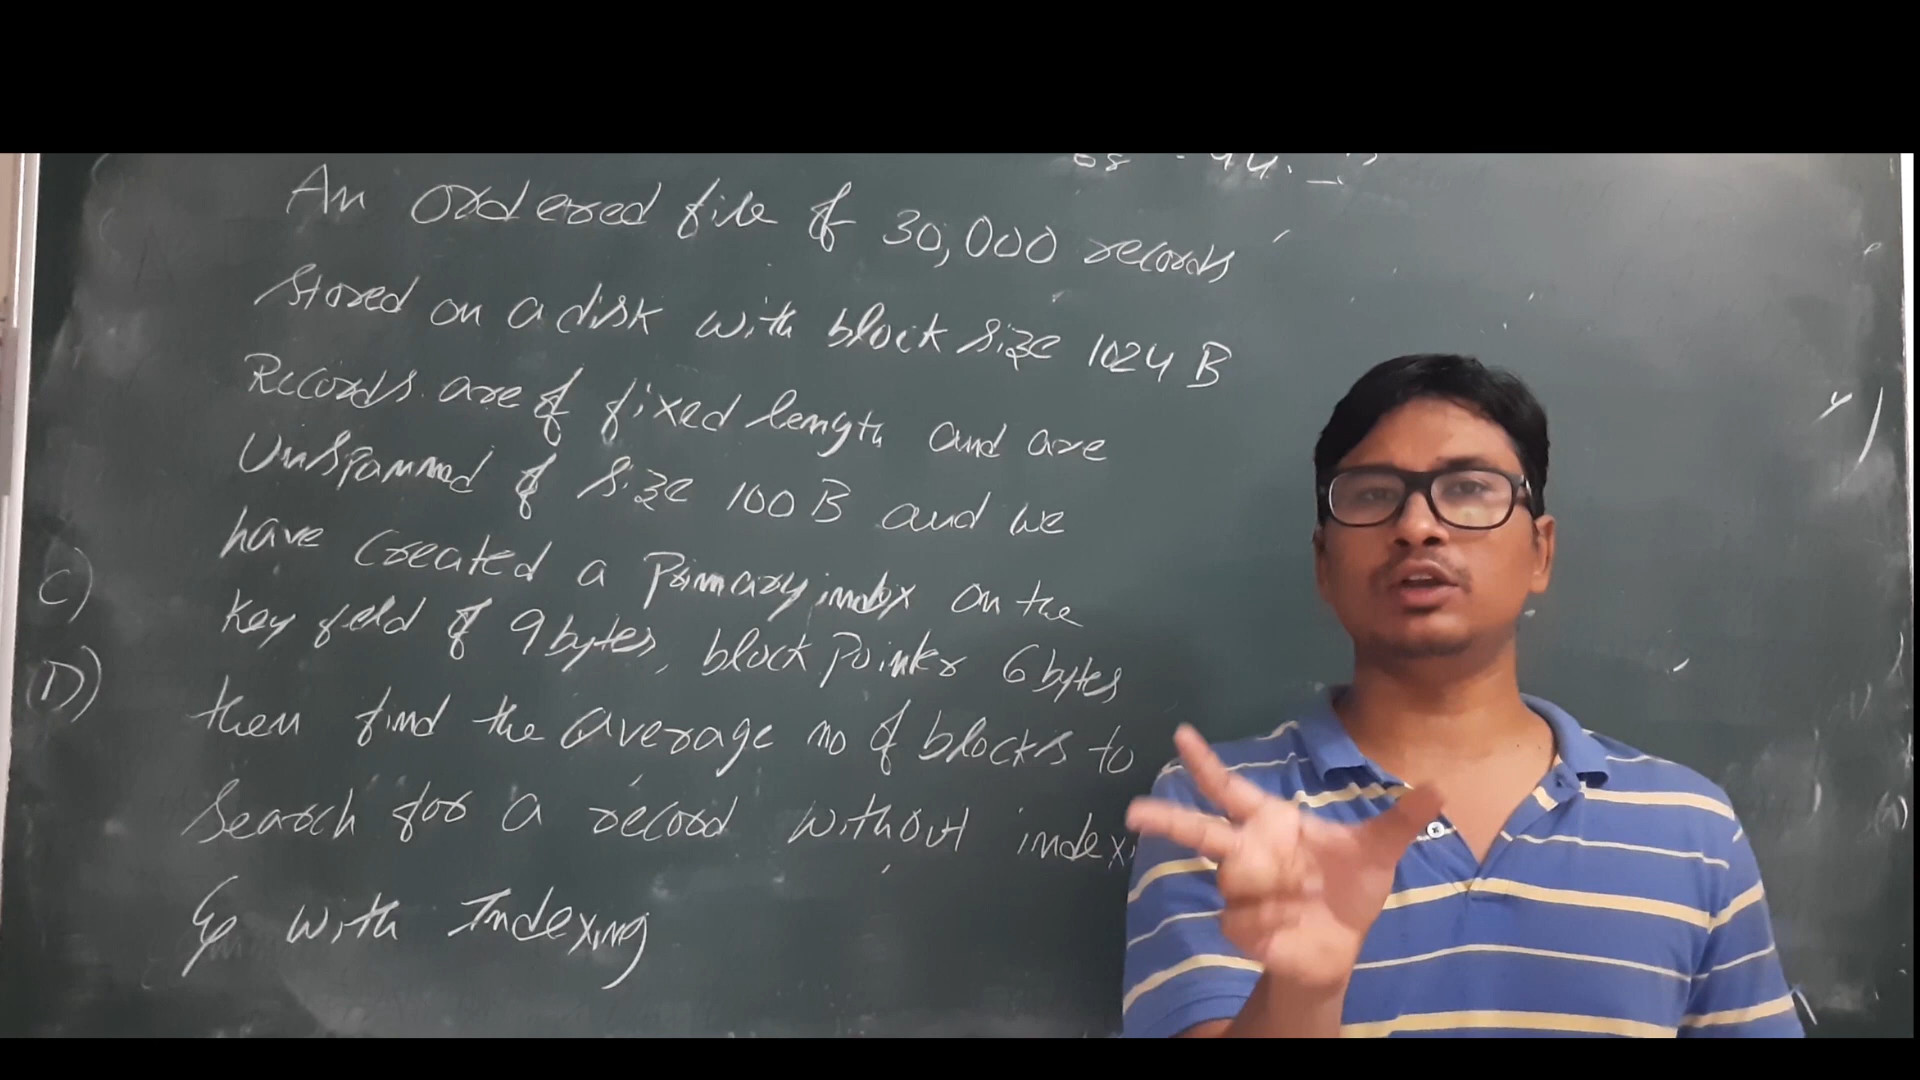 An ordered file of 30,000 records
stored on a disk with block size 1024 B
Records are of fixed length and are
Unspanned of size 100 B and we
have created a Primary index on the
C)
key field of 9 bytes, block pointer 6 bytes
D)
then find the average no of blocks to
search for a record without index
& with Indexing